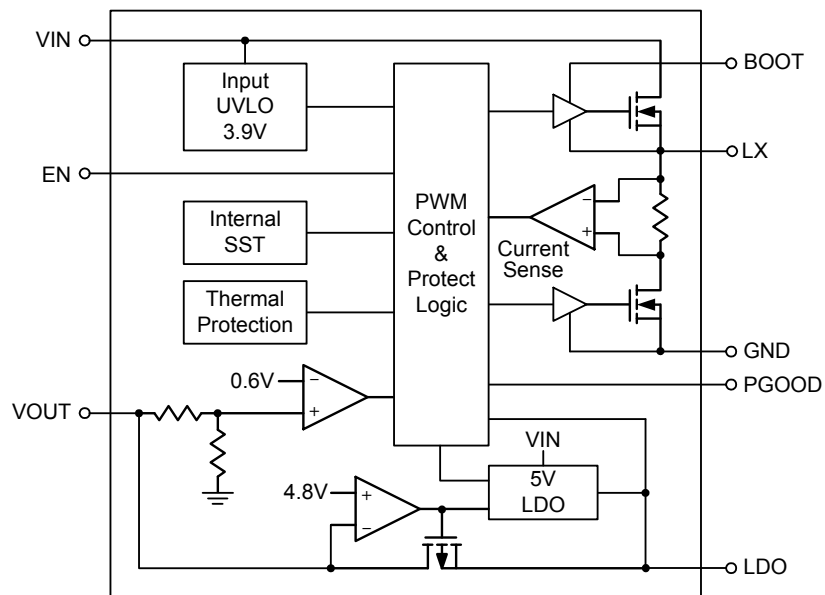 VIN
BOOT
Input
UVLO
3.9V
LX
EN
PWM
Control
&
Protect
Logic
−
+
Current
Sense
Internal
SST
Thermal
Protection
GND
PGOOD
0.6V
−
+
VOUT
VIN
5V
LDO
4.8V
+
−
LDO